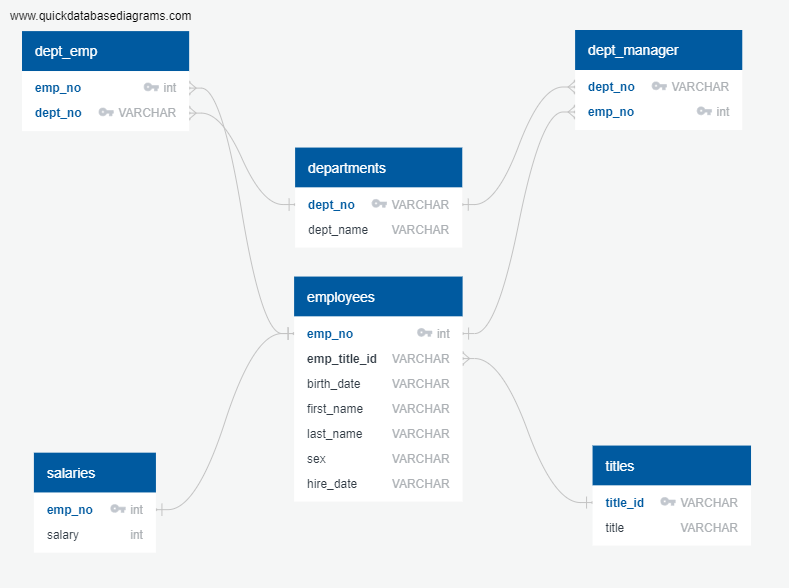 www.quickdatabasediagrams.com
dept_emp
emp_no int
dept_no VARCHAR
dept_manager
dept_no VARCHAR
emp_no int
departments
dept_no VARCHAR
dept_name VARCHAR
employees
emp_no int
emp_title_id VARCHAR
birth_date VARCHAR
first_name VARCHAR
last_name VARCHAR
sex VARCHAR
hire_date VARCHAR
salaries
emp_no int
salary int
titles
title_id VARCHAR
title VARCHAR